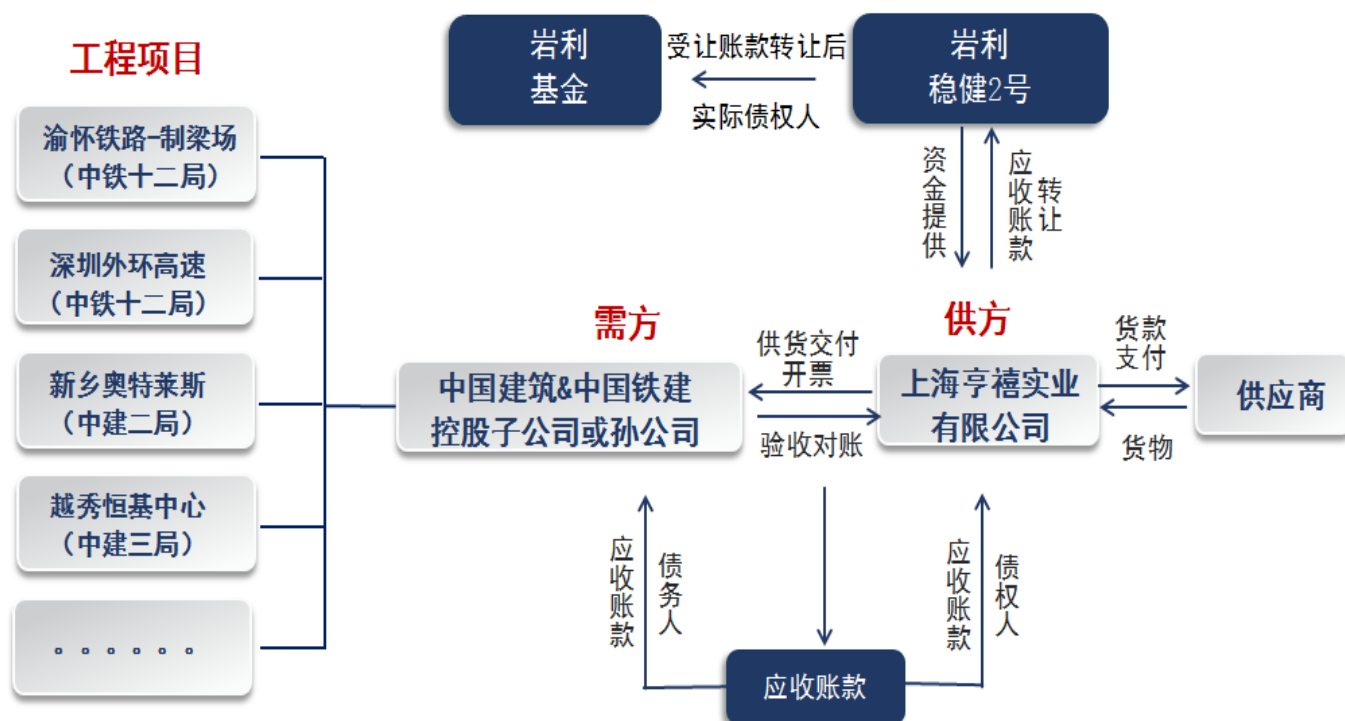 工程项目
渝怀铁路-制梁场
（中铁十二局）
深圳外环高速
（中铁十二局）
新乡奥特莱斯
（中建二局）
越秀恒基中心
（中建三局）
。。。。。。
岩利
基金
受让账款转让后
实际债权人
岩利
稳健2号
资金提供
应收账款
转让
需方
中国建筑&中国铁建
控股子公司或孙公司
供货交付
开票
验收对账
供方
上海亨禧实业
有限公司
货款
支付
货物
供应商
应收账款
债务人
应收账款
债权人
应收账款